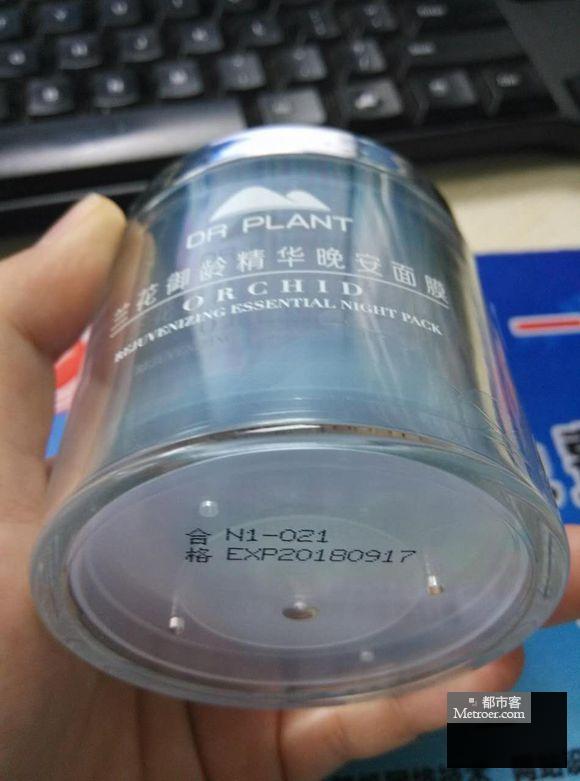 DR PLANT
兰花御龄精华晚安面膜
ORCHID
REJUVENIZING ESSENTIAL NIGHT PACK
合 N1-021
格 EXP20180917
都市客
Metroer.com